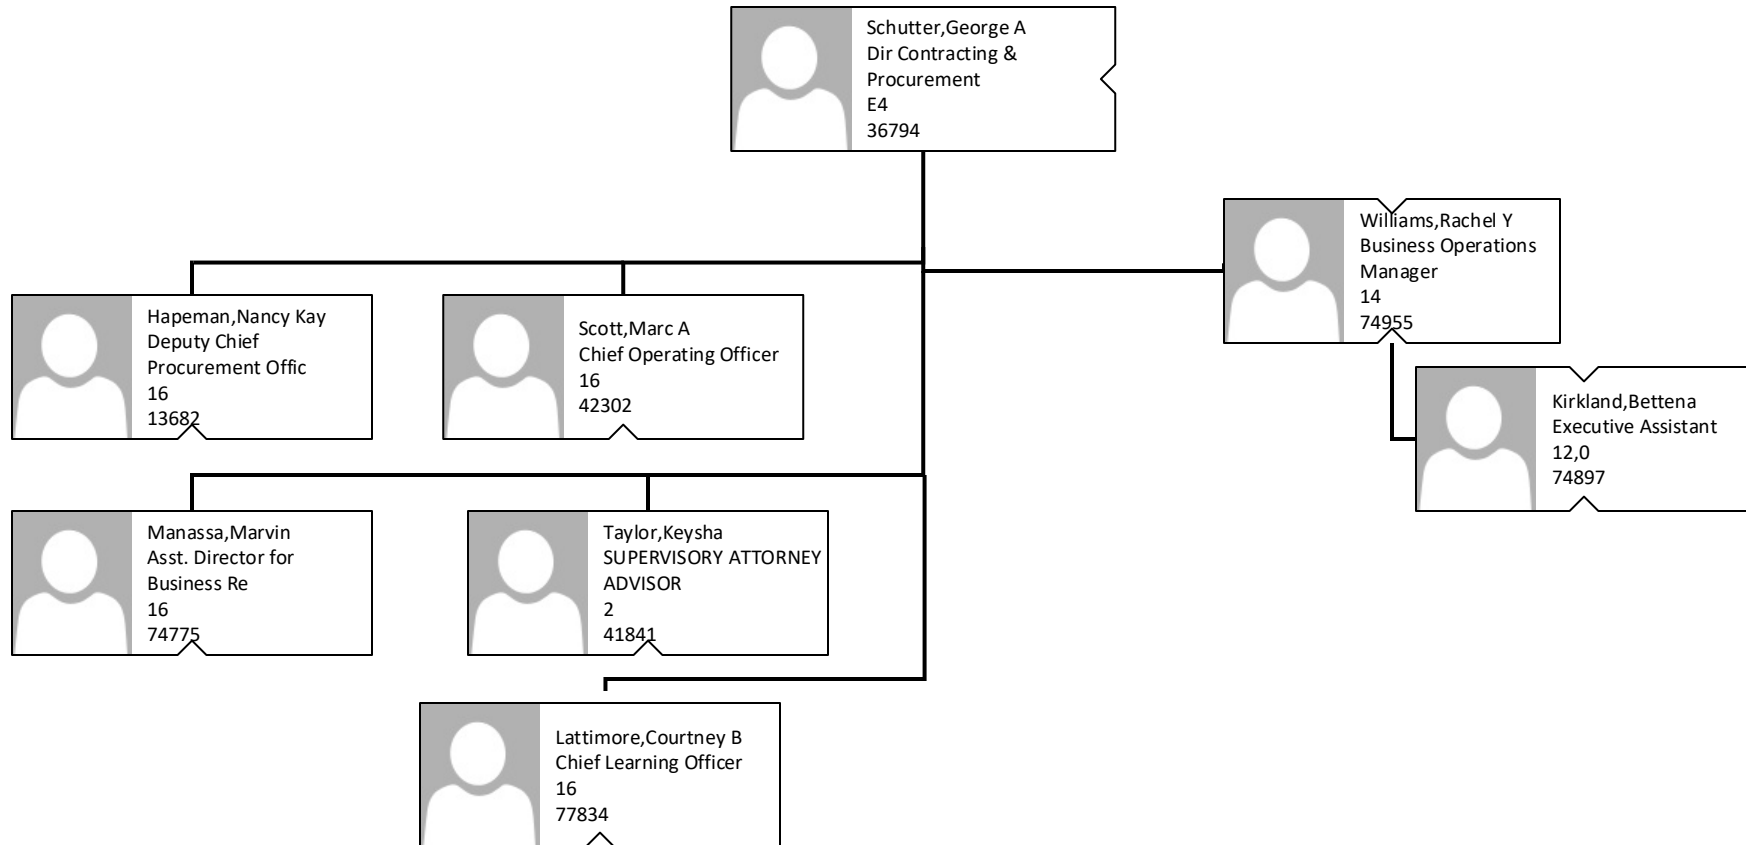 Schutter,George A
Dir Contracting &
Procurement
E4
36794
Williams,Rachel Y
Business Operations
Manager
14
74955
Hapeman,Nancy Kay
Deputy Chief
Procurement Offic
16
13682
Scott,Marc A
Chief Operating Officer
16
42302
Kirkland,Bettena
Executive Assistant
12,0
74897
Manassa,Marvin
Asst. Director for
Business Re
16
74775
Taylor,Keysha
SUPERVISORY ATTORNEY
ADVISOR
2
41841
Lattimore,Courtney B
Chief Learning Officer
16
77834